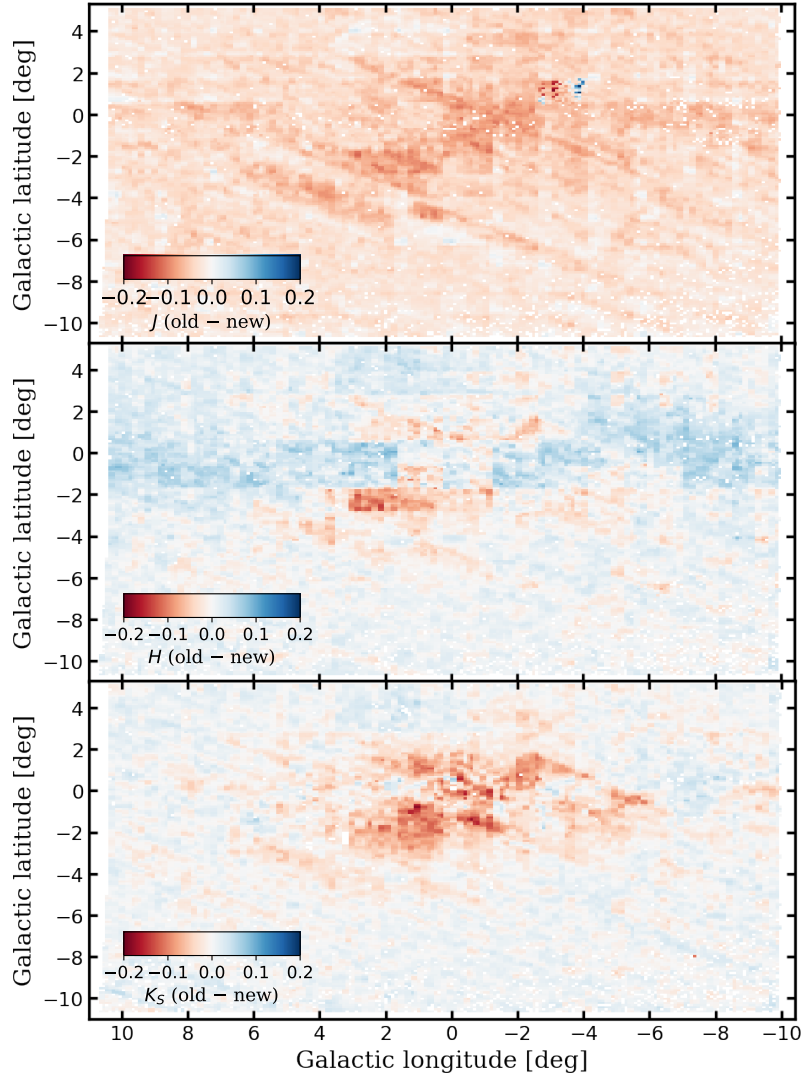 4
2
0
−2
−4
−6
−8
−10
Galactic latitude [deg]
−0.2 −0.1 0.0 0.1 0.2
J (old − new)
4
2
0
−2
−4
−6
−8
−10
Galactic latitude [deg]
−0.2 −0.1 0.0 0.1 0.2
H (old − new)
4
2
0
−2
−4
−6
−8
−10
Galactic latitude [deg]
−0.2 −0.1 0.0 0.1 0.2
K_S (old − new)
10 8 6 4 2 0 −2 −4 −6 −8 −10
Galactic longitude [deg]